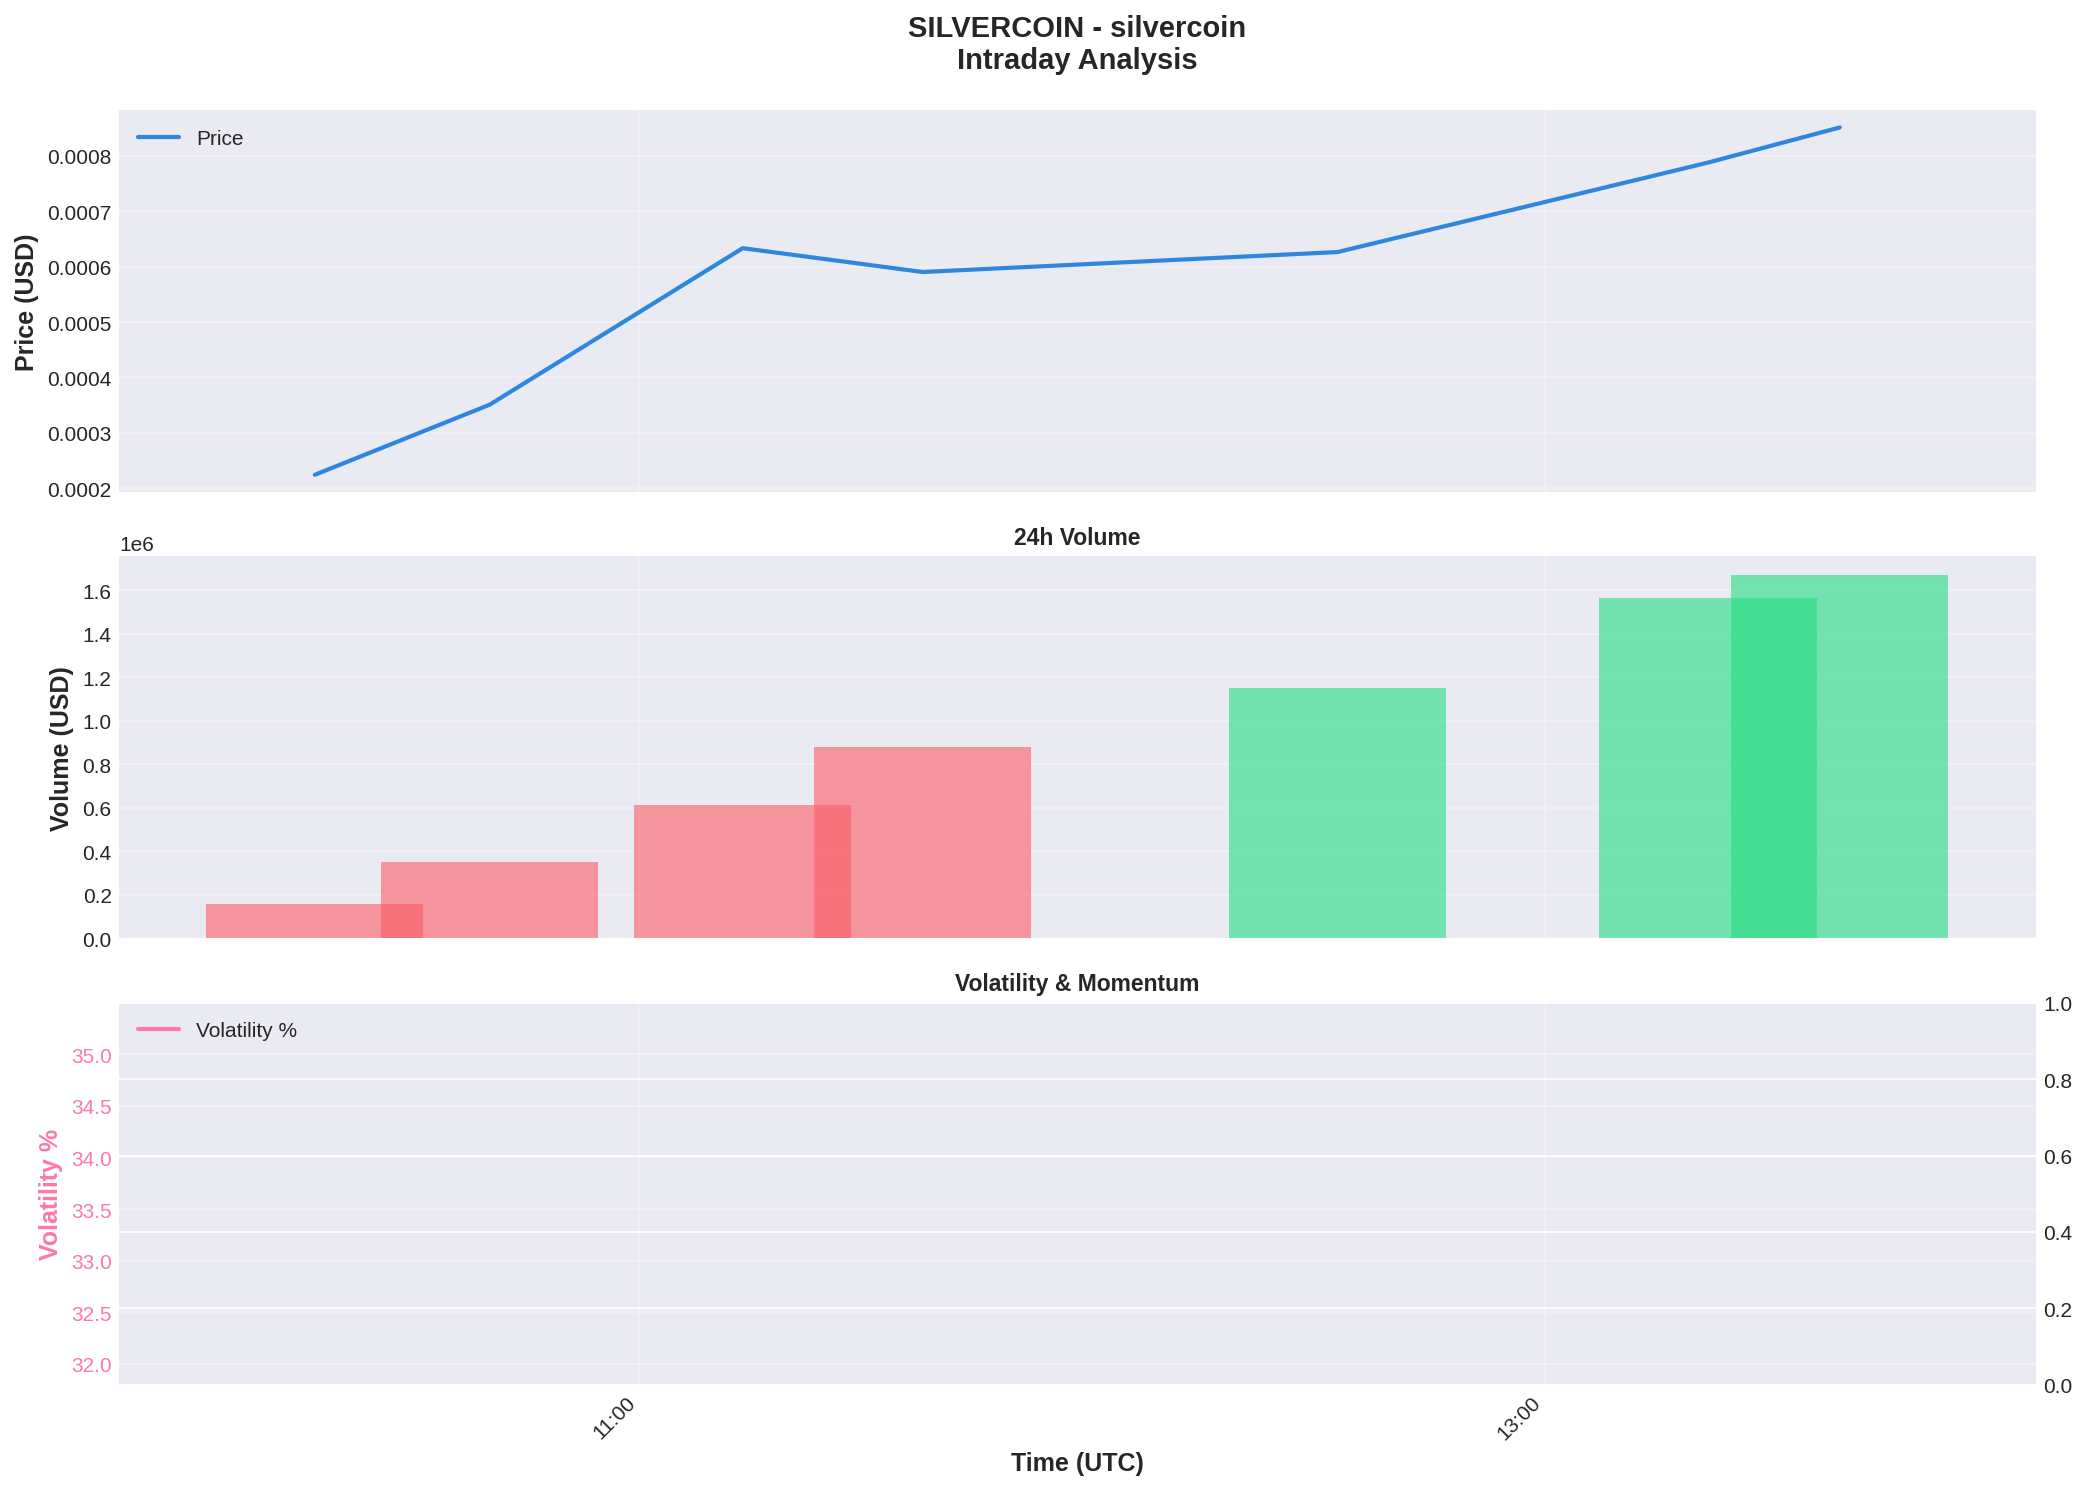 SILVERCOIN - silvercoin
Intraday Analysis
Price
Price (USD)
0.0008
0.0007
0.0006
0.0005
0.0004
0.0003
0.0002
24h Volume
1e6
Volume (USD)
1.6
1.4
1.2
1.0
0.8
0.6
0.4
0.2
0.0
Volatility & Momentum
Volatility %
Volatility %
35.0
34.5
34.0
33.5
33.0
32.5
32.0
1.0
0.8
0.6
0.4
0.2
0.0
11:00
13:00
Time (UTC)